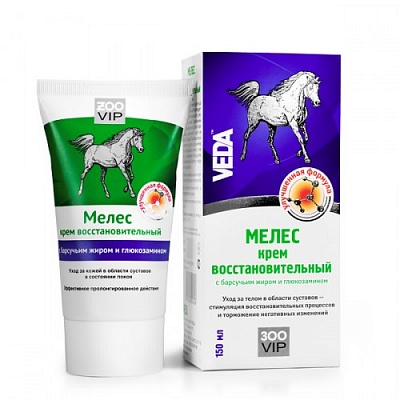 ZOO
VIP
улучшенная формула
Мелес
крем восстановительный
с барсучьим жиром и глюкозамином
Уход за кожей в области суставов
в состоянии покоя
Эффективное пролонгированное действие
VEDA
улучшенная формула
МЕЛЕС
крем
восстановительный
с барсучьим жиром и глюкозамином
Уход за телом в области суставов —
стимуляция восстановительных процессов
и торможение негативных изменений
150 мл
ЗОО
VIP